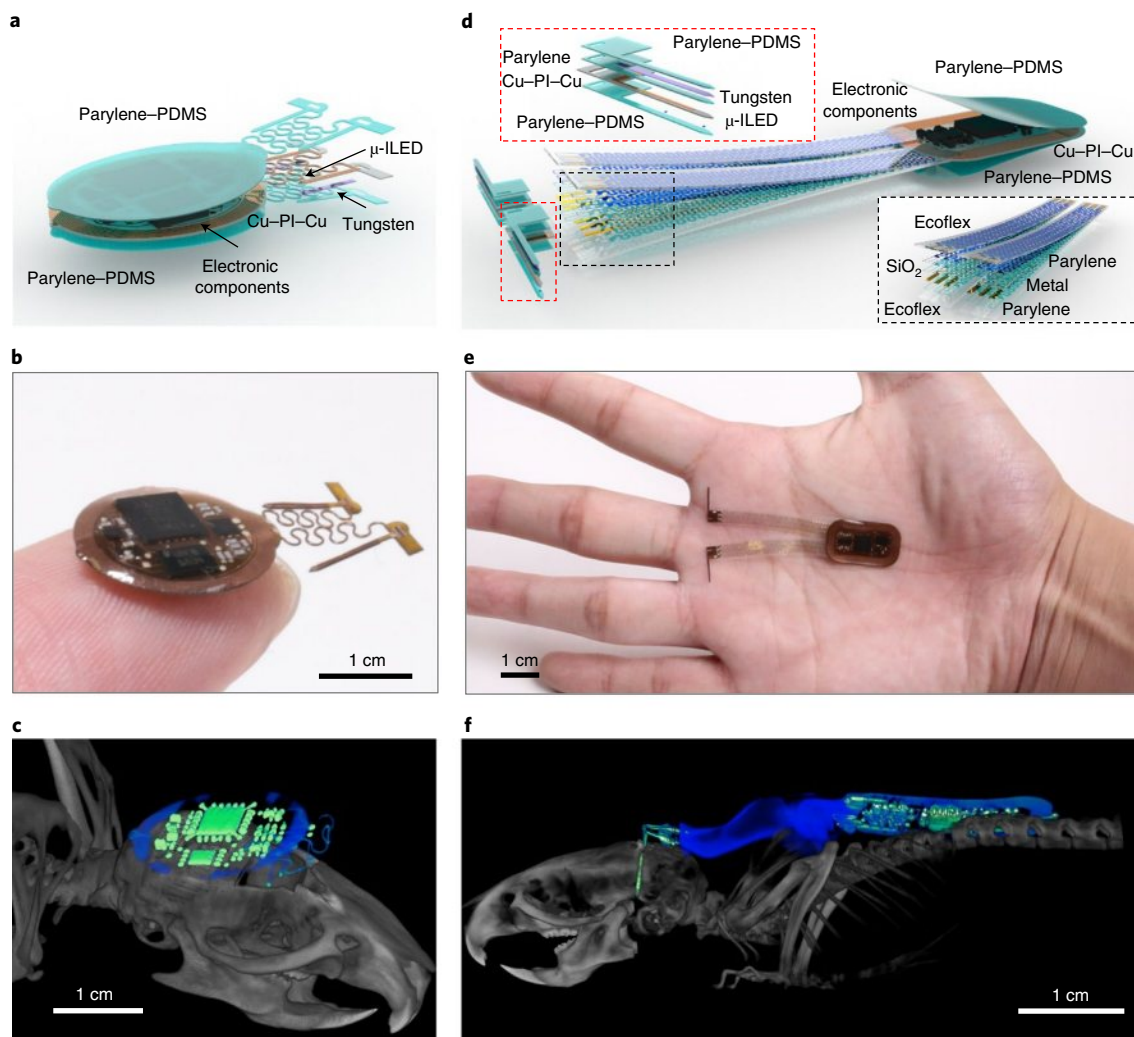 a
Parylene–PDMS
μ-ILED
Cu–PI–Cu
Tungsten
Parylene–PDMS
Electronic
components
d
Parylene
Cu–PI–Cu
Parylene–PDMS
Parylene–PDMS
Tungsten
μ-ILED
Electronic
components
Parylene–PDMS
Cu–PI–Cu
Parylene–PDMS
Ecoflex
SiO₂
Ecoflex
Parylene
Metal
Parylene
b
1 cm
e
1 cm
c
1 cm
f
1 cm